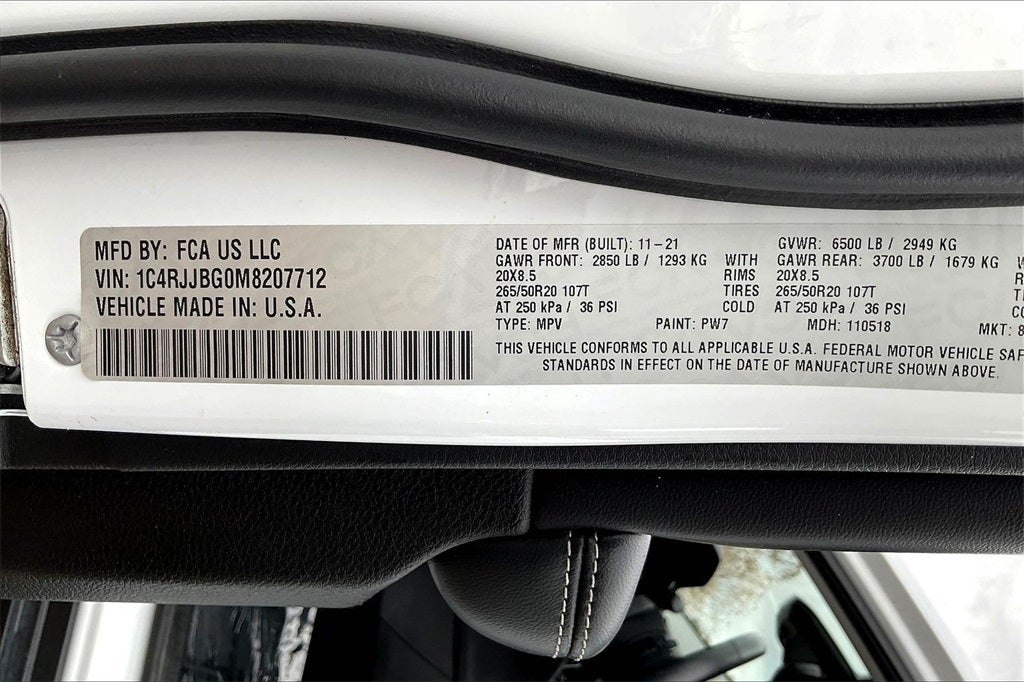 MFD BY: FCA US LLC
VIN: 1C4RJJBG0M8207712
VEHICLE MADE IN: U.S.A.
DATE OF MFR (BUILT): 11-21 GVWR: 6500 LB / 2949 KG
GAWR FRONT: 2850 LB / 1293 KG WITH GAWR REAR: 3700 LB / 1679 KG
20X8.5 RIMS 20X8.5
265/50R20 107T TIRES 265/50R20 107T
AT 250 kPa / 36 PSI COLD AT 250 kPa / 36 PSI
TYPE: MPV PAINT: PW7 MDH: 110518 MKT:
THIS VEHICLE CONFORMS TO ALL APPLICABLE U.S.A. FEDERAL MOTOR VEHICLE SAF
STANDARDS IN EFFECT ON THE DATE OF MANUFACTURE SHOWN ABOVE.